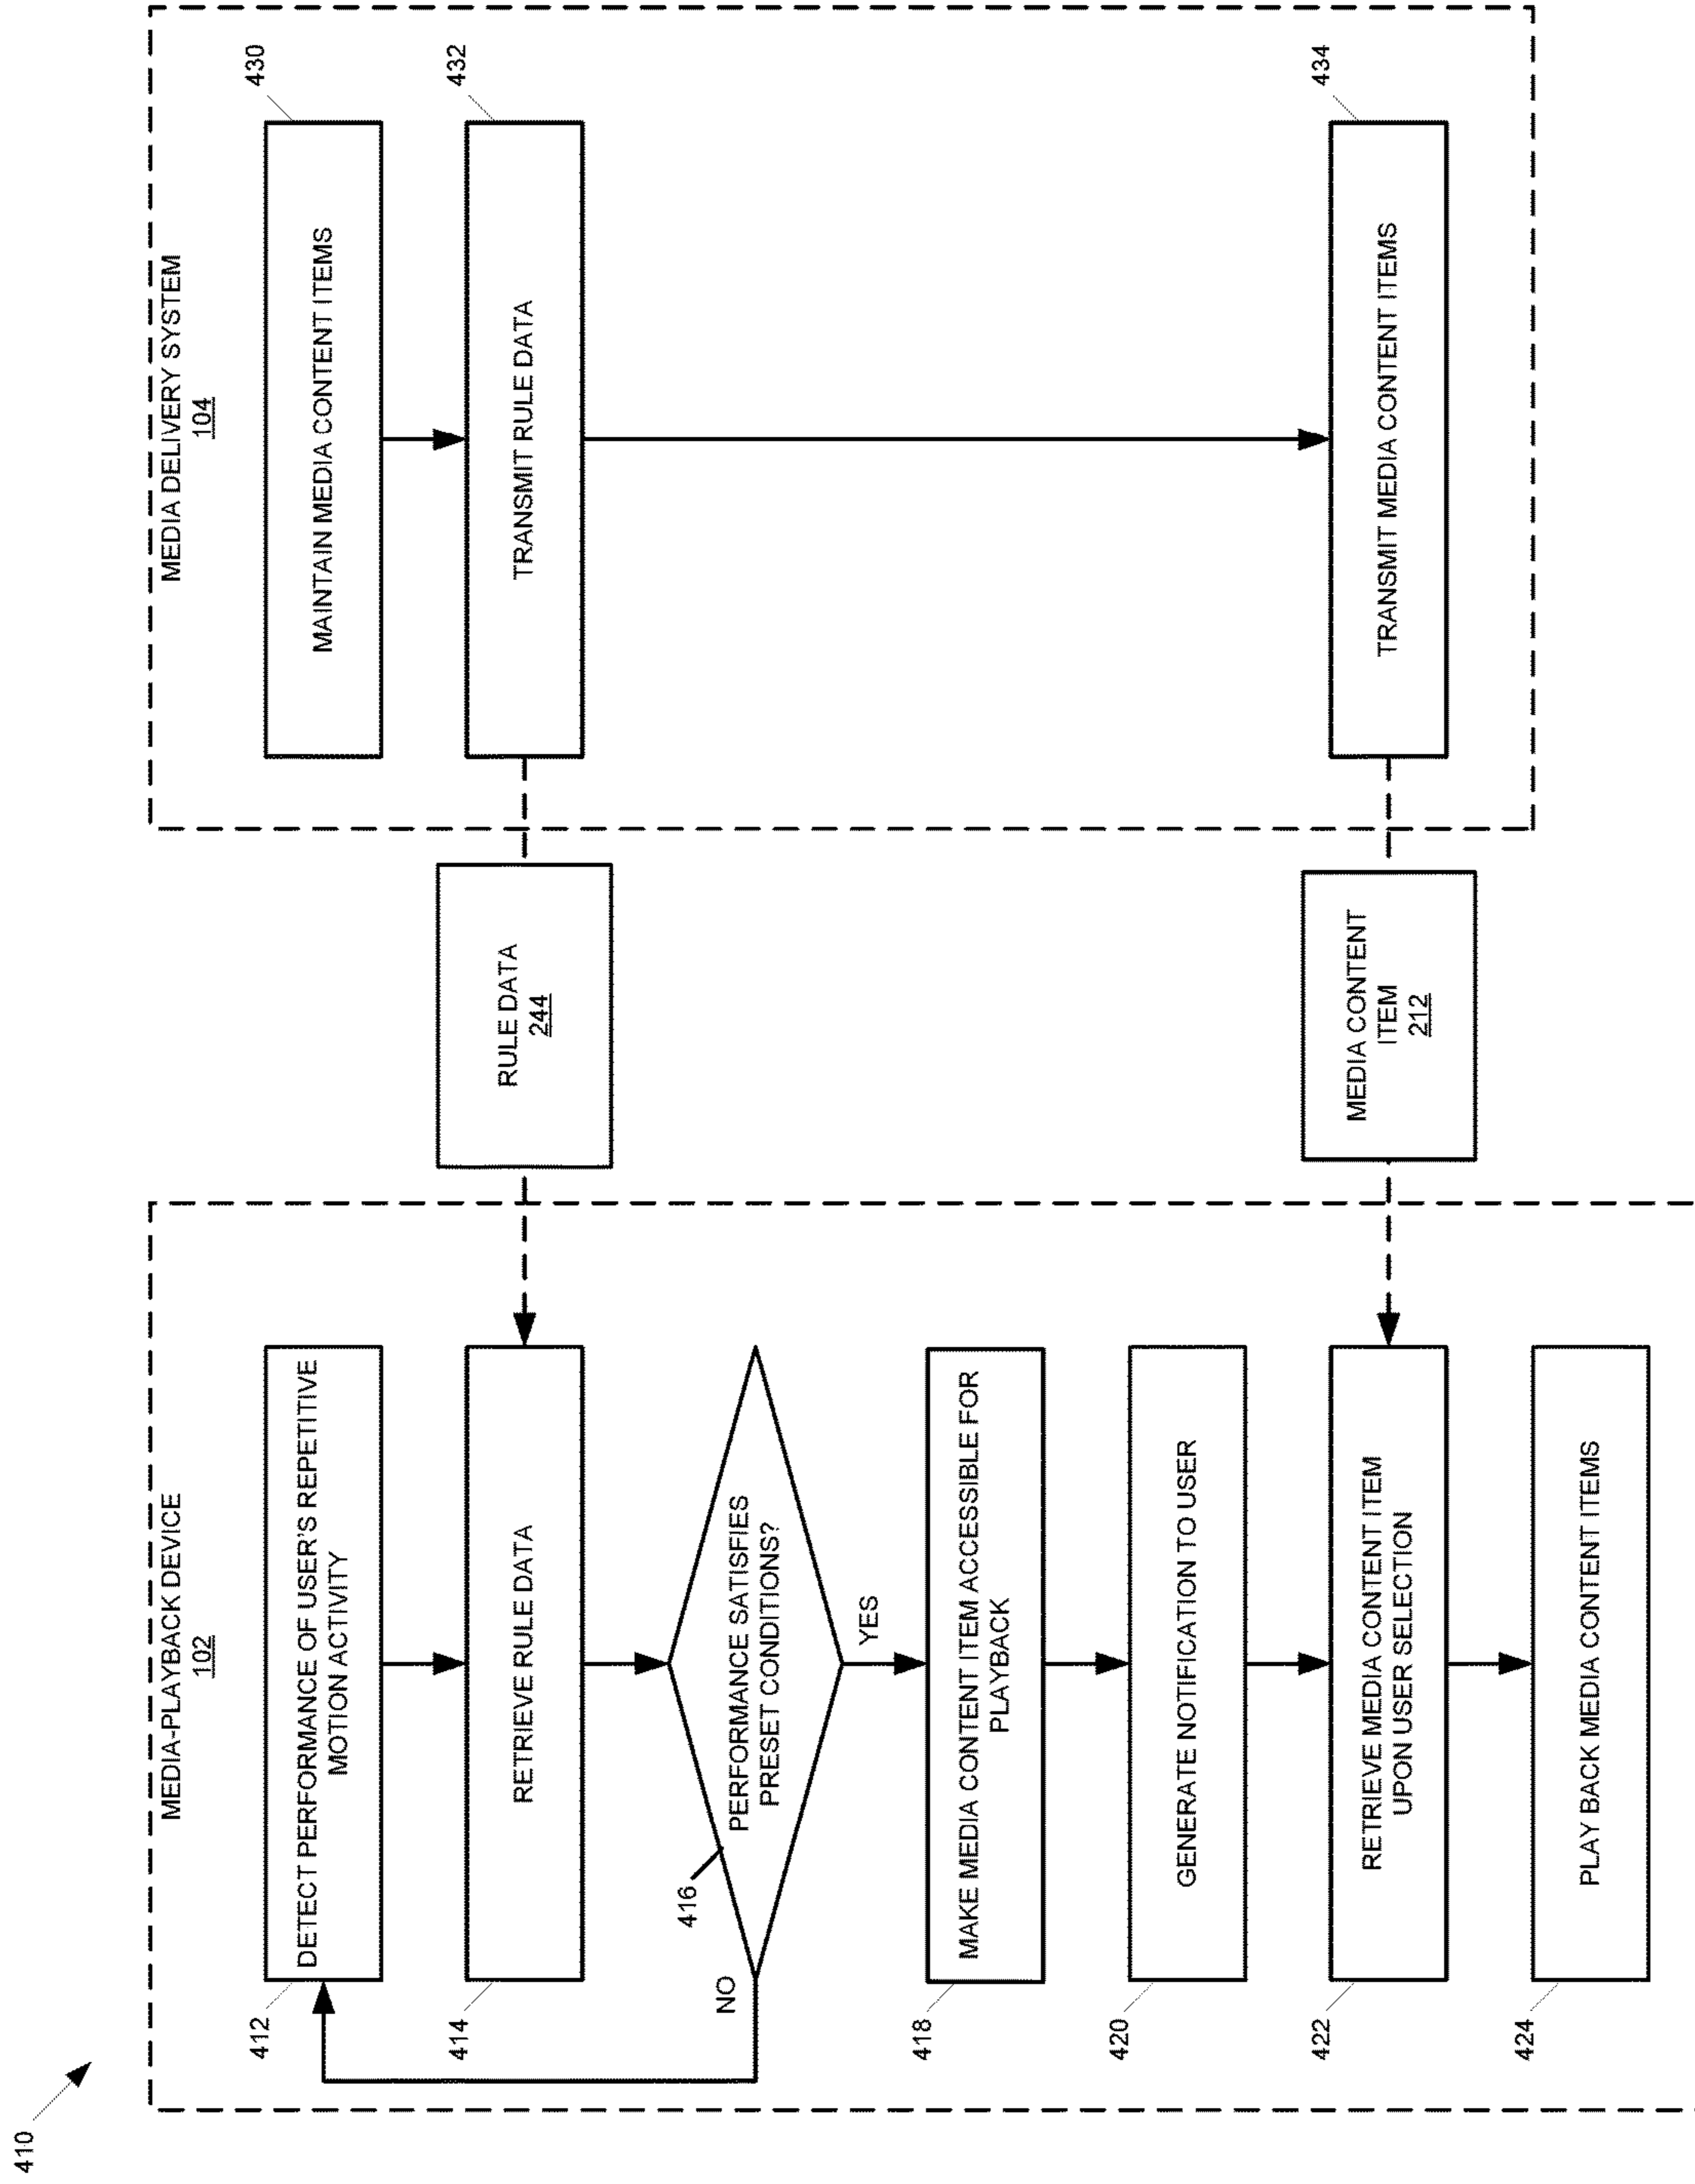 410
MEDIA-PLAYBACK DEVICE
102
412
DETECT PERFORMANCE OF USER'S REPETITIVE
MOTION ACTIVITY
414
RETRIEVE RULE DATA
416
PERFORMANCE SATISFIES
PRESET CONDITIONS?
NO
YES
418
MAKE MEDIA CONTENT ITEM ACCESSIBLE FOR
PLAYBACK
420
GENERATE NOTIFICATION TO USER
422
RETRIEVE MEDIA CONTENT ITEM
UPON USER SELECTION
424
PLAY BACK MEDIA CONTENT ITEMS
RULE DATA
244
MEDIA CONTENT
ITEM
212
MEDIA DELIVERY SYSTEM
104
430
MAINTAIN MEDIA CONTENT ITEMS
432
TRANSMIT RULE DATA
434
TRANSMIT MEDIA CONTENT ITEMS